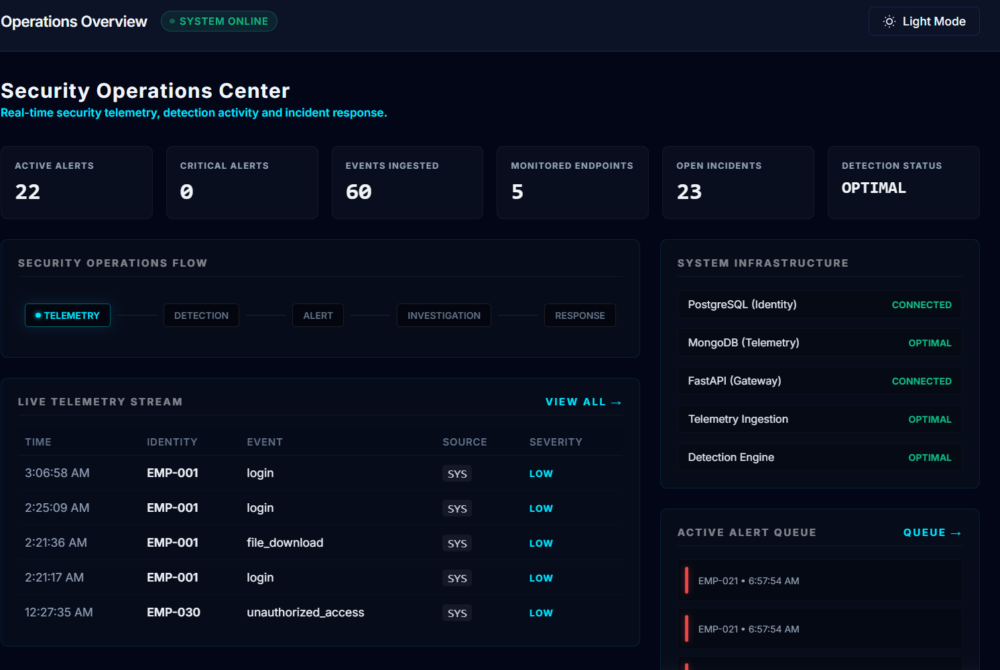 Operations Overview
SYSTEM ONLINE
Light Mode
Security Operations Center
Real-time security telemetry, detection activity and incident response.
ACTIVE ALERTS
22
CRITICAL ALERTS
0
EVENTS INGESTED
60
MONITORED ENDPOINTS
5
OPEN INCIDENTS
23
DETECTION STATUS
OPTIMAL
SECURITY OPERATIONS FLOW
TELEMETRY
DETECTION
ALERT
INVESTIGATION
RESPONSE
LIVE TELEMETRY STREAM
VIEW ALL →
TIME IDENTITY EVENT SOURCE SEVERITY
3:06:58 AM EMP-001 login SYS LOW
2:25:09 AM EMP-001 login SYS LOW
2:21:36 AM EMP-001 file_download SYS LOW
2:21:17 AM EMP-001 login SYS LOW
12:27:35 AM EMP-030 unauthorized_access SYS LOW
SYSTEM INFRASTRUCTURE
PostgreSQL (Identity) CONNECTED
MongoDB (Telemetry) OPTIMAL
FastAPI (Gateway) CONNECTED
Telemetry Ingestion OPTIMAL
Detection Engine OPTIMAL
ACTIVE ALERT QUEUE
QUEUE →
EMP-021 • 6:57:54 AM
EMP-021 • 6:57:54 AM